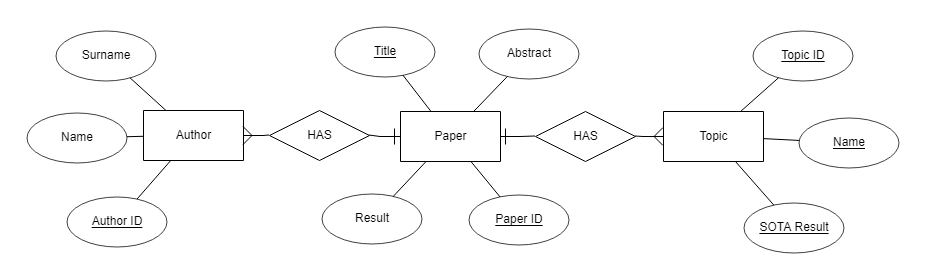 Surname
Title
Abstract
Topic ID
Name
Author
HAS
Paper
HAS
Topic
Name
Author ID
Result
Paper ID
SOTA Result